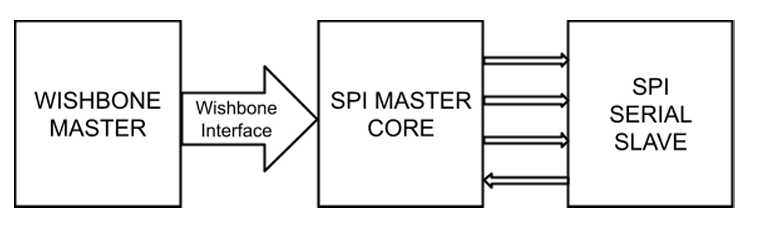 WISHBONE
MASTER
Wishbone
Interface
SPI MASTER
CORE
SPI
SERIAL
SLAVE